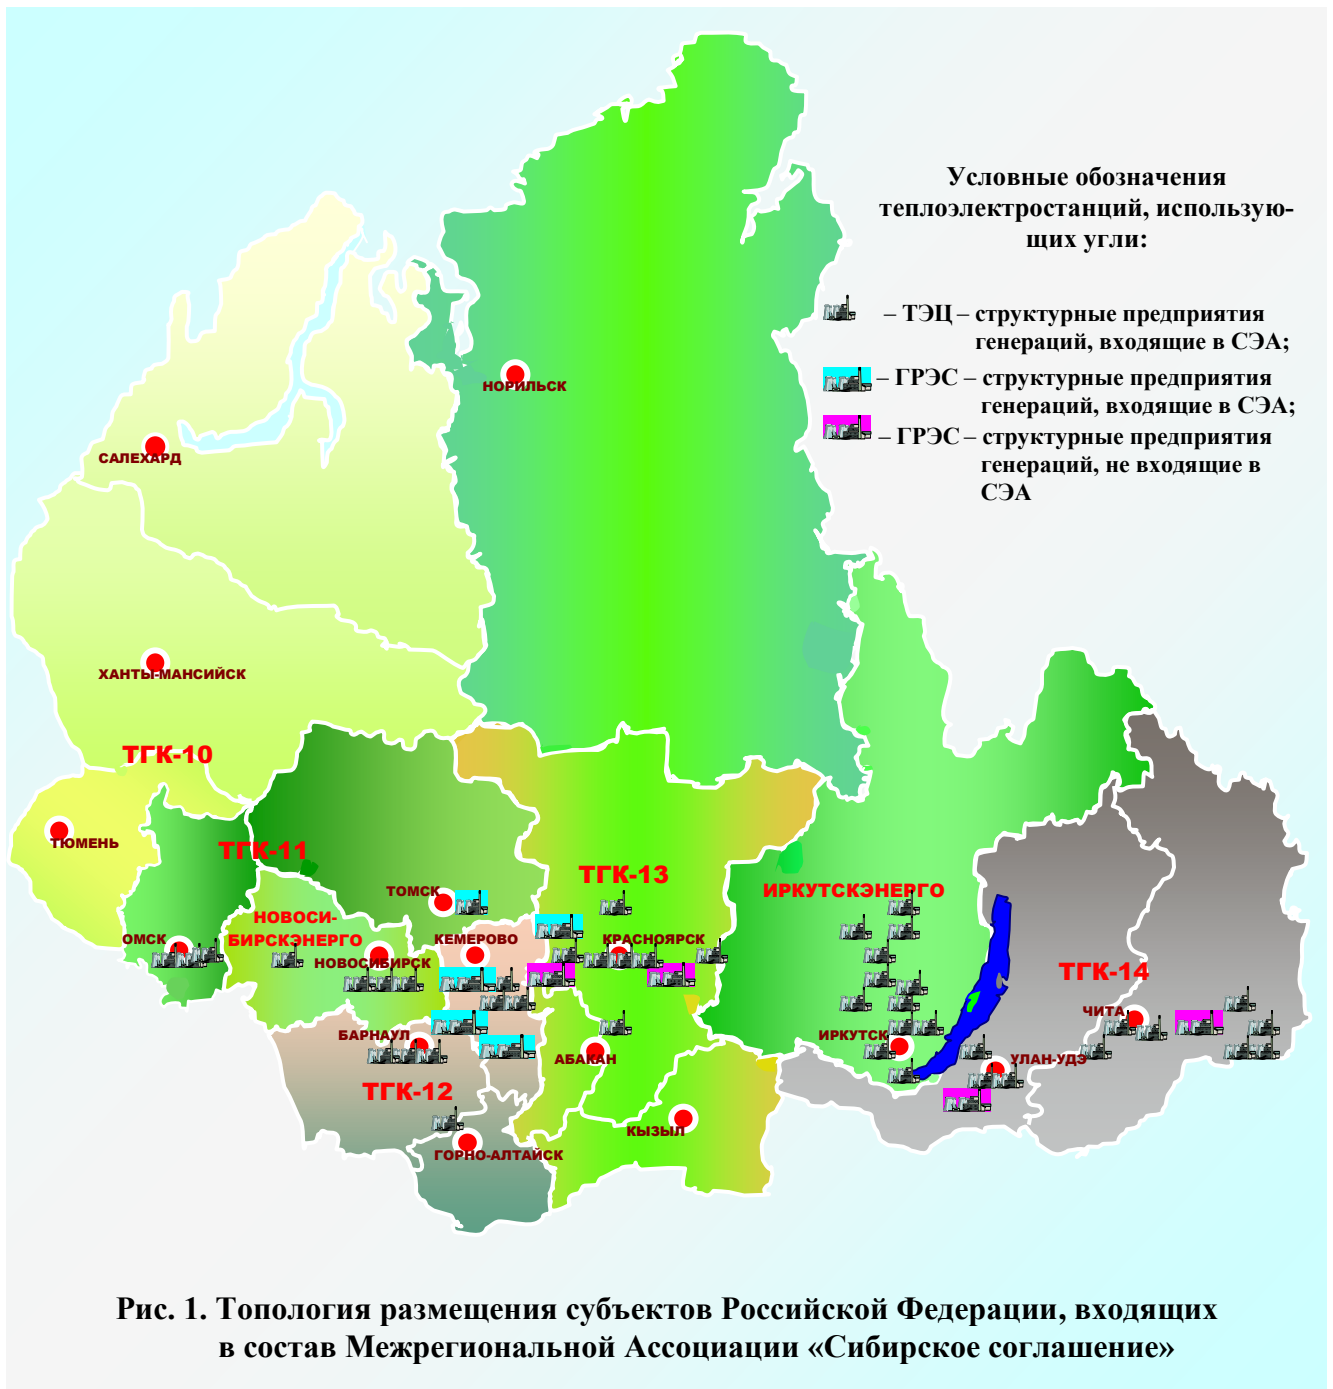 Условные обозначения
теплоэлектростанций, использую-
щих угли:
– ТЭЦ – структурные предприятия
генераций, входящие в СЭА;
– ГРЭС – структурные предприятия
генераций, входящие в СЭА;
– ГРЭС – структурные предприятия
генераций, не входящие в
СЭА
НОРИЛЬСК
САЛЕХАРД
ХАНТЫ-МАНСИЙСК
ТГК-10
ТЮМЕНЬ
ТГК-11
ТГК-13
ТОМСК
ИРКУТСКЭНЕРГО
НОВОСИ-
БИРСКЭНЕРГО
ОМСК
КЕМЕРОВО
КРАСНОЯРСК
НОВОСИБИРСК
ТГК-14
ЧИТА
БАРНАУЛ
ИРКУТСК
АБАКАН
УЛАН-УДЭ
ТГК-12
КЫЗЫЛ
ГОРНО-АЛТАЙСК
Рис. 1. Топология размещения субъектов Российской Федерации, входящих
в состав Межрегиональной Ассоциации «Сибирское соглашение»